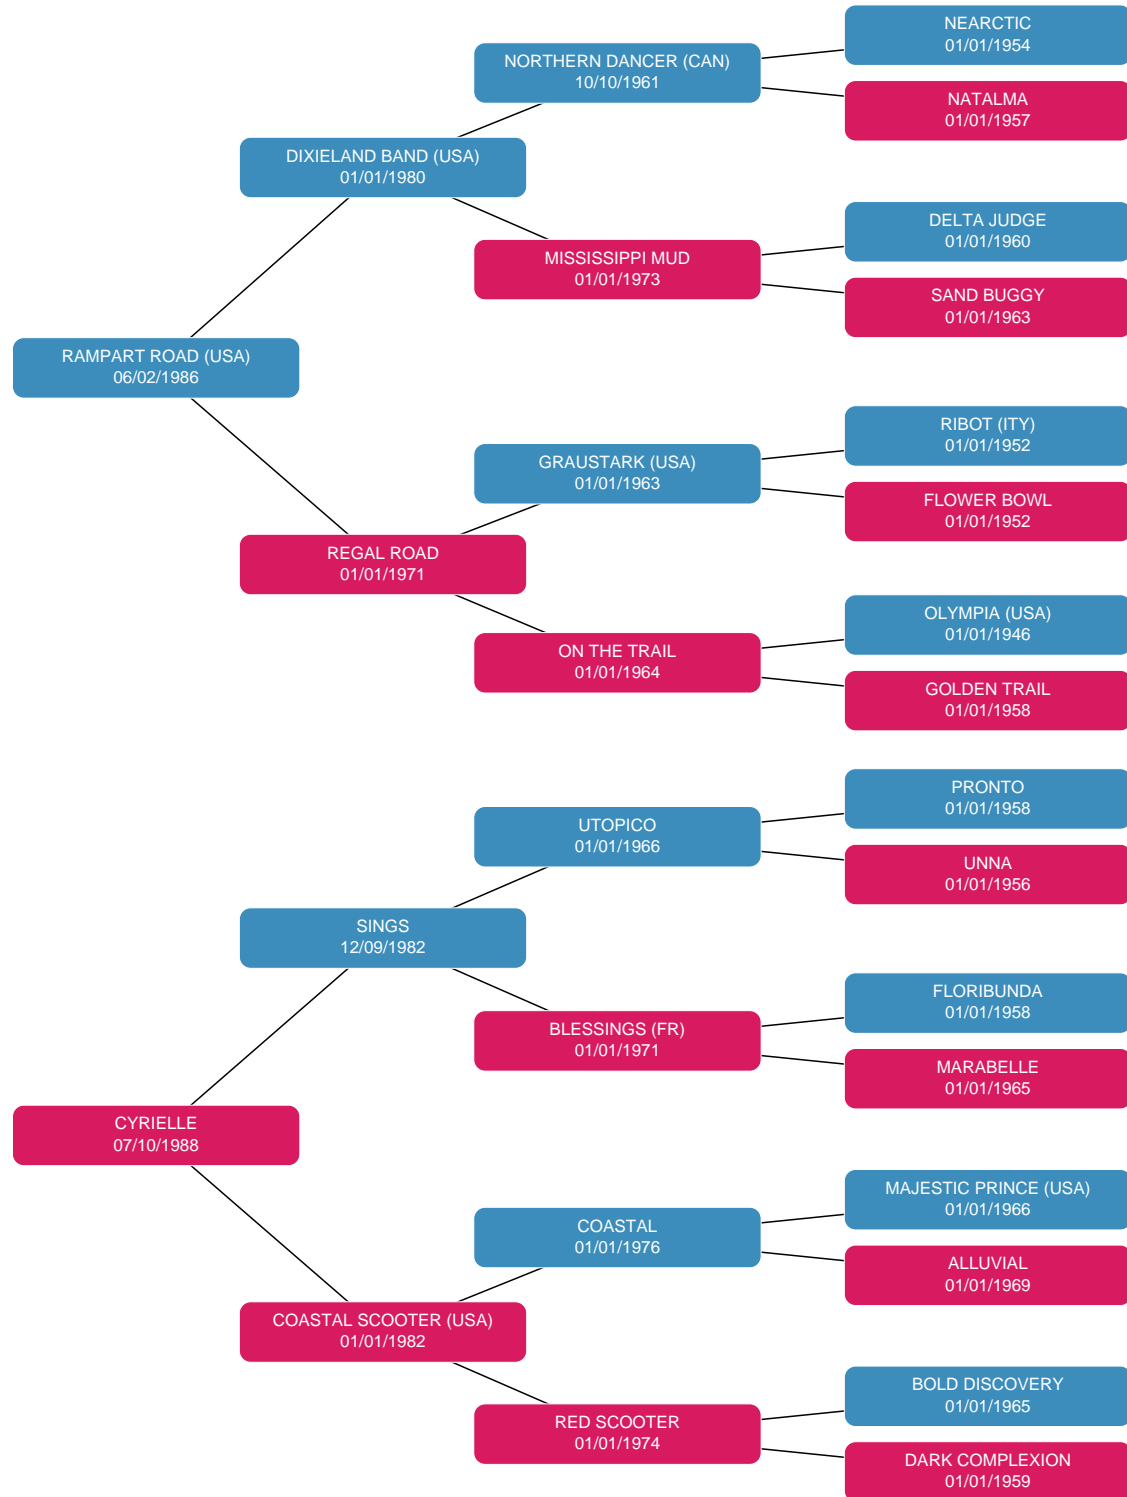 NEARCTIC
01/01/1954
NORTHERN DANCER (CAN)
10/10/1961
NATALMA
01/01/1957
DIXIELAND BAND (USA)
01/01/1980
DELTA JUDGE
01/01/1960
MISSISSIPPI MUD
01/01/1973
SAND BUGGY
01/01/1963
RAMPART ROAD (USA)
06/02/1986
RIBOT (ITY)
01/01/1952
GRAUSTARK (USA)
01/01/1963
FLOWER BOWL
01/01/1952
REGAL ROAD
01/01/1971
OLYMPIA (USA)
01/01/1946
ON THE TRAIL
01/01/1964
GOLDEN TRAIL
01/01/1958
PRONTO
01/01/1958
UTOPICO
01/01/1966
UNNA
01/01/1956
SINGS
12/09/1982
FLORIBUNDA
01/01/1958
BLESSINGS (FR)
01/01/1971
MARABELLE
01/01/1965
CYRIELLE
07/10/1988
MAJESTIC PRINCE (USA)
01/01/1966
COASTAL
01/01/1976
ALLUVIAL
01/01/1969
COASTAL SCOOTER (USA)
01/01/1982
BOLD DISCOVERY
01/01/1965
RED SCOOTER
01/01/1974
DARK COMPLEXION
01/01/1959